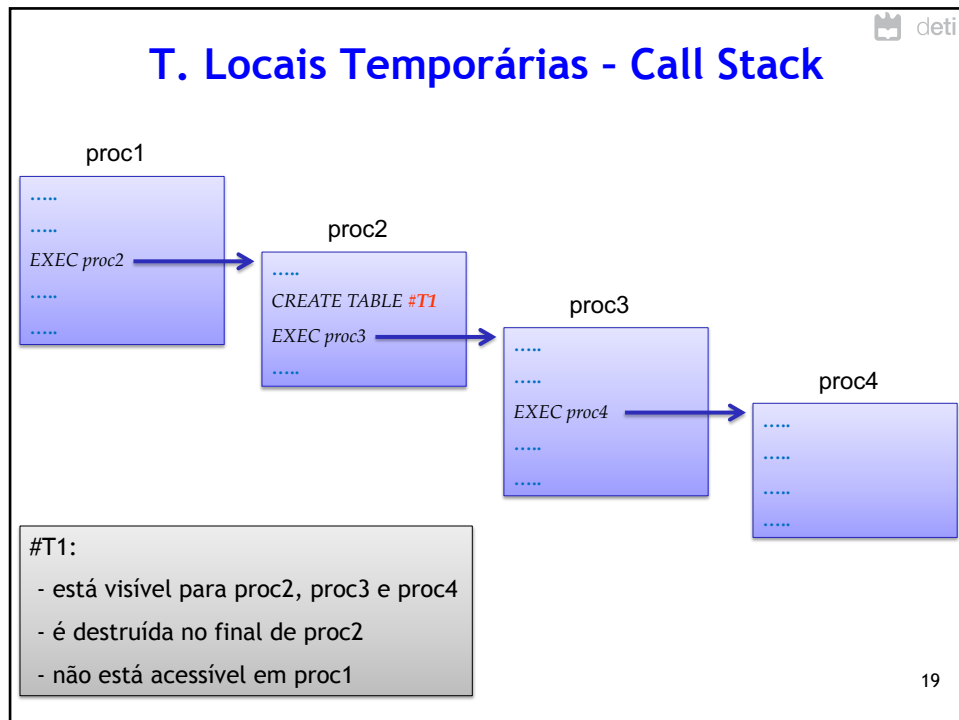 deti
T. Locais Temporárias – Call Stack
proc1
.....
.....
EXEC proc2
.....
.....
proc2
.....
CREATE TABLE #T1
EXEC proc3
.....
proc3
.....
.....
EXEC proc4
.....
.....
proc4
.....
.....
.....
.....
#T1:
- está visível para proc2, proc3 e proc4
- é destruída no final de proc2
- não está acessível em proc1
19